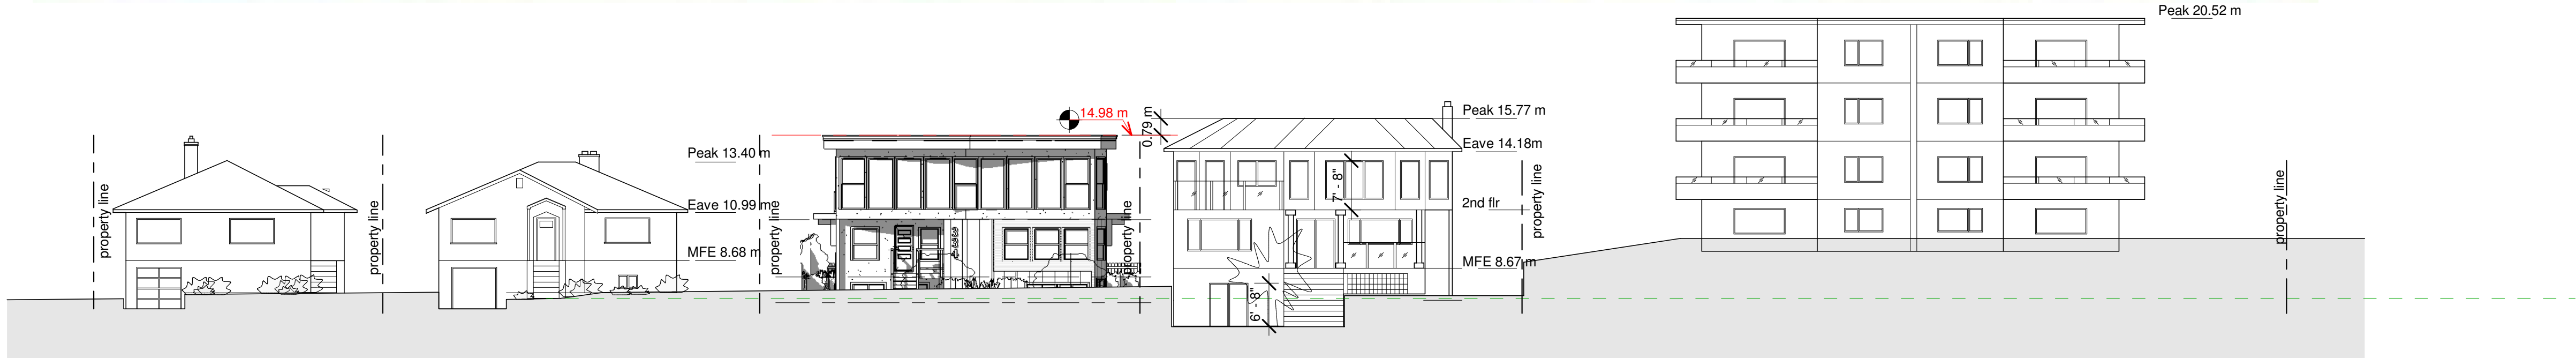 Peak 20.52 m
14.98 m
0.79 m
Peak 15.77 m
Eave 14.18m
Peak 13.40 m
Eave 10.99 m
MFE 8.68 m
7' - 8"
2nd flr
MFE 8.67 m
6' - 8"
property line
property line
property line
property line
property line
property line